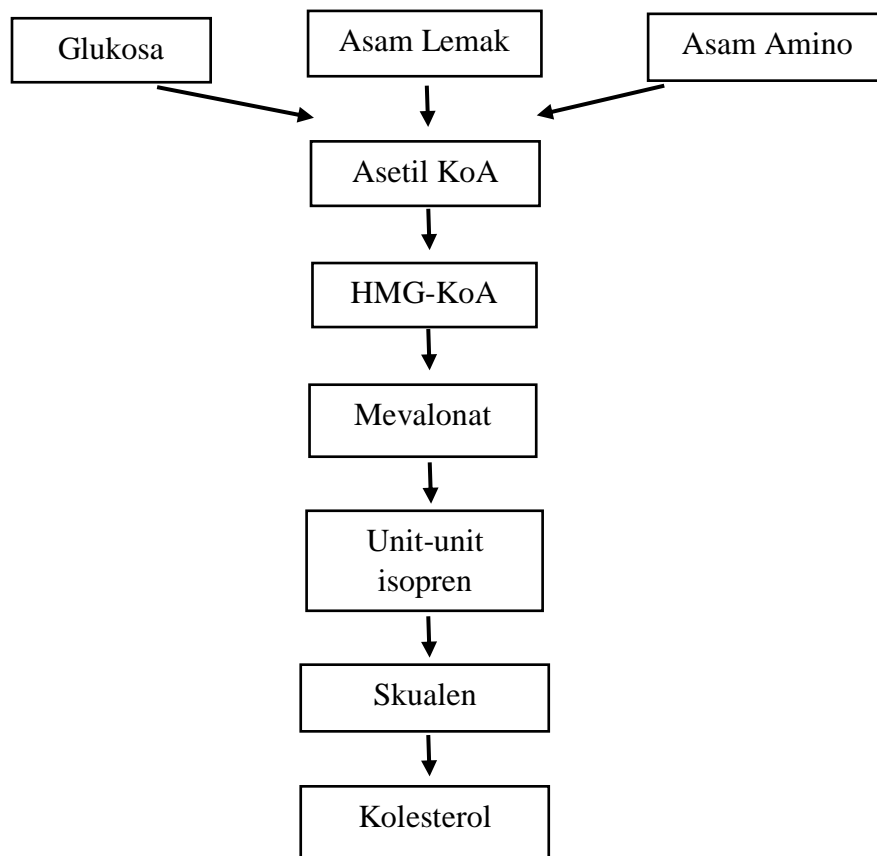 Glukosa
Asam Lemak
Asam Amino
Asetil KoA
HMG-KoA
Mevalonat
Unit-unit
isopren
Skualen
Kolesterol